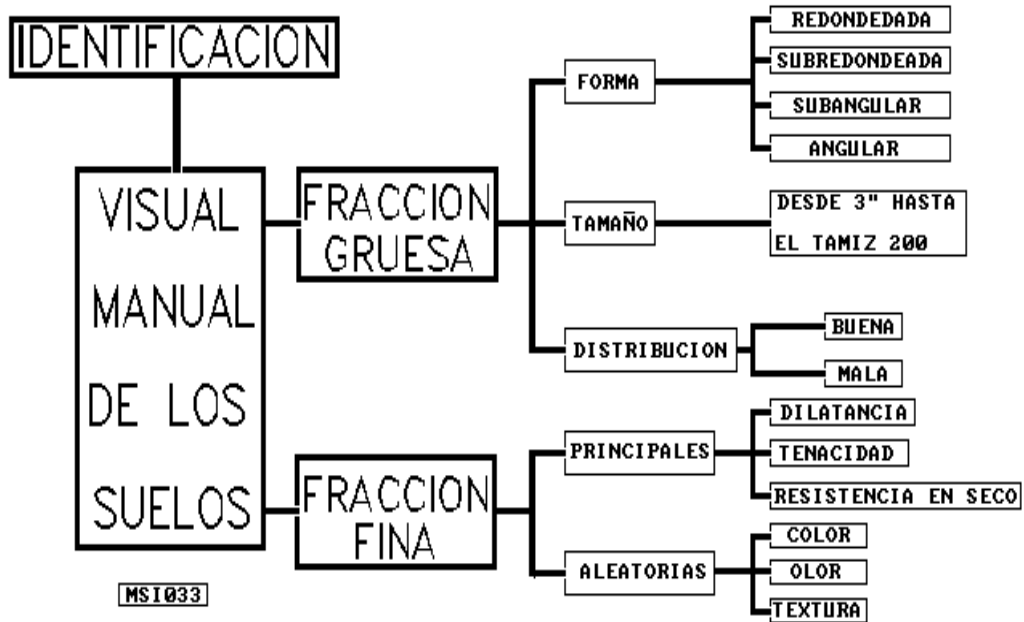 IDENTIFICACION
VISUAL
MANUAL
DE LOS
SUELOS
FRACCION
GRUESA
FORMA
REDONDEDADA
SUBREDONDEADA
SUBANGULAR
ANGULAR
TAMAÑO
DESDE 3" HASTA
EL TAMIZ 200
DISTRIBUCION
BUENA
MALA
FRACCION
FINA
PRINCIPALES
DILATANCIA
TENACIDAD
RESISTENCIA EN SECO
ALEATORIAS
COLOR
OLOR
TEXTURA
MSI033